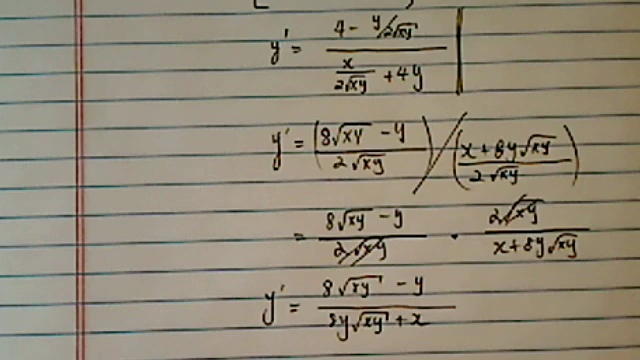 y' = (4 - y/2√xy) / (x/2√xy + 4y)
y' = ((8√xy - y)/(2√xy)) / ((x + 8y√xy)/(2√xy))
= (8√xy - y)/(2√xy) · (2√xy)/(x + 8y√xy)
y' = (8√xy - y)/(8y√xy + x)